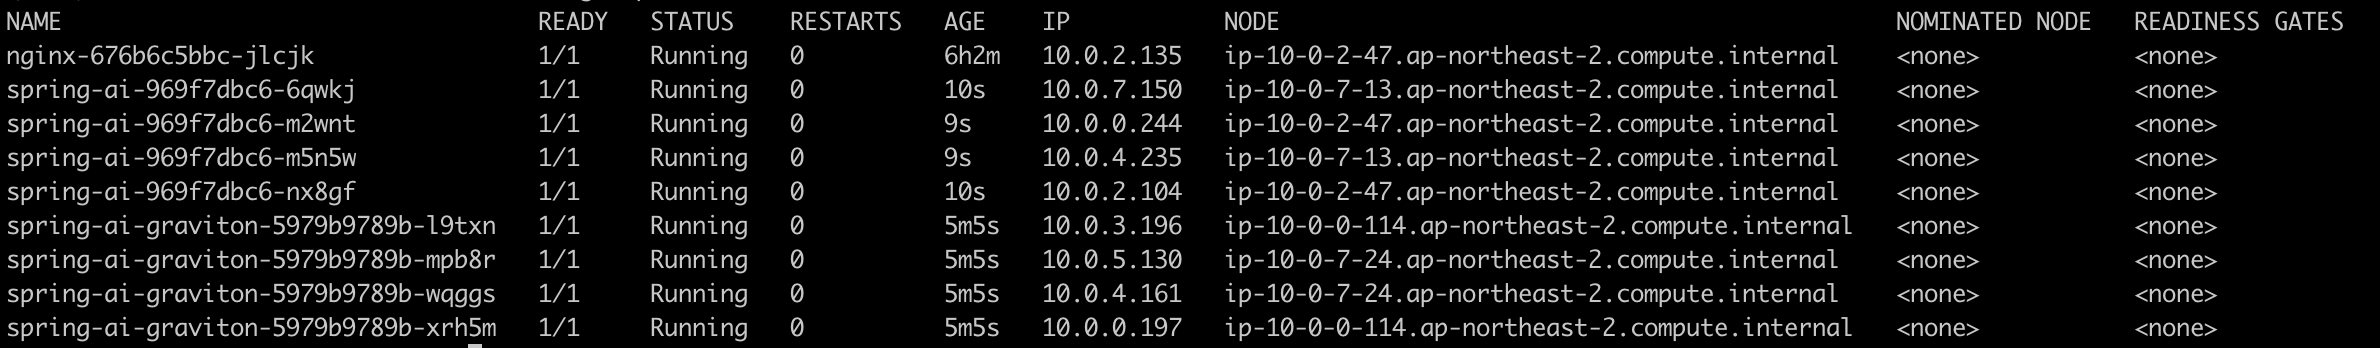 NAME READY STATUS RESTARTS AGE IP NODE NOMINATED NODE READINESS GATES
nginx-676b6c5bbc-jlcjk 1/1 Running 0 6h2m 10.0.2.135 ip-10-0-2-47.ap-northeast-2.compute.internal <none> <none>
spring-ai-969f7dbc6-6qwkj 1/1 Running 0 10s 10.0.7.150 ip-10-0-7-13.ap-northeast-2.compute.internal <none> <none>
spring-ai-969f7dbc6-m2wnt 1/1 Running 0 9s 10.0.0.244 ip-10-0-2-47.ap-northeast-2.compute.internal <none> <none>
spring-ai-969f7dbc6-m5n5w 1/1 Running 0 9s 10.0.4.235 ip-10-0-7-13.ap-northeast-2.compute.internal <none> <none>
spring-ai-969f7dbc6-nx8gf 1/1 Running 0 10s 10.0.2.104 ip-10-0-2-47.ap-northeast-2.compute.internal <none> <none>
spring-ai-graviton-5979b9789b-l9txn 1/1 Running 0 5m5s 10.0.3.196 ip-10-0-0-114.ap-northeast-2.compute.internal <none> <none>
spring-ai-graviton-5979b9789b-mpb8r 1/1 Running 0 5m5s 10.0.5.130 ip-10-0-7-24.ap-northeast-2.compute.internal <none> <none>
spring-ai-graviton-5979b9789b-wqggs 1/1 Running 0 5m5s 10.0.4.161 ip-10-0-7-24.ap-northeast-2.compute.internal <none> <none>
spring-ai-graviton-5979b9789b-xrh5m 1/1 Running 0 5m5s 10.0.0.197 ip-10-0-0-114.ap-northeast-2.compute.internal <none> <none>